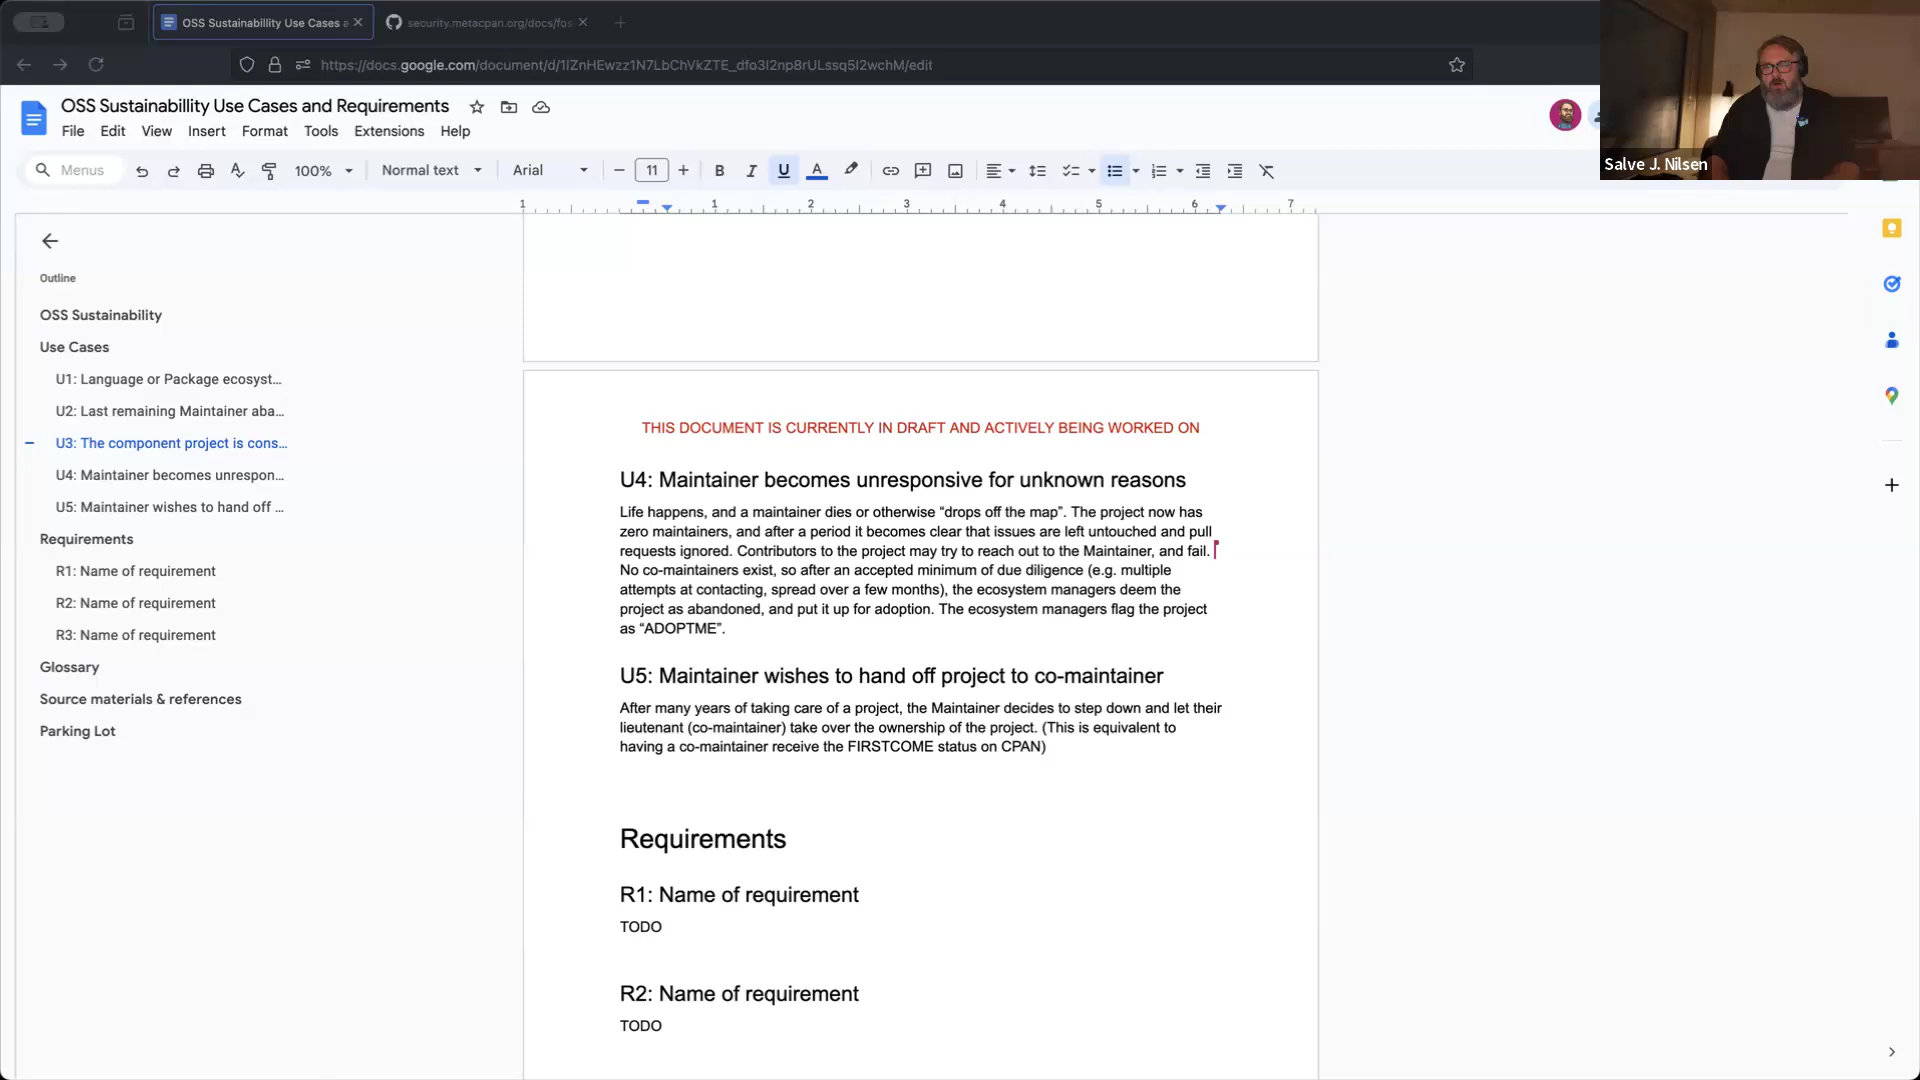 OSS Sustainabillity Use Cases a
security.metacpan.org/docs/fos
https://docs.google.com/document/d/1IZnHEwzz1N7LbChVkZTE_dfo3I2np8rULssq5I2wchM/edit
OSS Sustainabillity Use Cases and Requirements
File Edit View Insert Format Tools Extensions Help
Menus 100% Normal text Arial 11 B I U A
1 1 2 3 4 5 6 7
Salve J. Nilsen
Outline
OSS Sustainability
Use Cases
U1: Language or Package ecosyst...
U2: Last remaining Maintainer aba...
U3: The component project is cons...
U4: Maintainer becomes unrespon...
U5: Maintainer wishes to hand off ...
Requirements
R1: Name of requirement
R2: Name of requirement
R3: Name of requirement
Glossary
Source materials & references
Parking Lot
THIS DOCUMENT IS CURRENTLY IN DRAFT AND ACTIVELY BEING WORKED ON
U4: Maintainer becomes unresponsive for unknown reasons
Life happens, and a maintainer dies or otherwise “drops off the map”. The project now has
zero maintainers, and after a period it becomes clear that issues are left untouched and pull
requests ignored. Contributors to the project may try to reach out to the Maintainer, and fail.
No co-maintainers exist, so after an accepted minimum of due diligence (e.g. multiple
attempts at contacting, spread over a few months), the ecosystem managers deem the
project as abandoned, and put it up for adoption. The ecosystem managers flag the project
as “ADOPTME”.
U5: Maintainer wishes to hand off project to co-maintainer
After many years of taking care of a project, the Maintainer decides to step down and let their
lieutenant (co-maintainer) take over the ownership of the project. (This is equivalent to
having a co-maintainer receive the FIRSTCOME status on CPAN)
Requirements
R1: Name of requirement
TODO
R2: Name of requirement
TODO